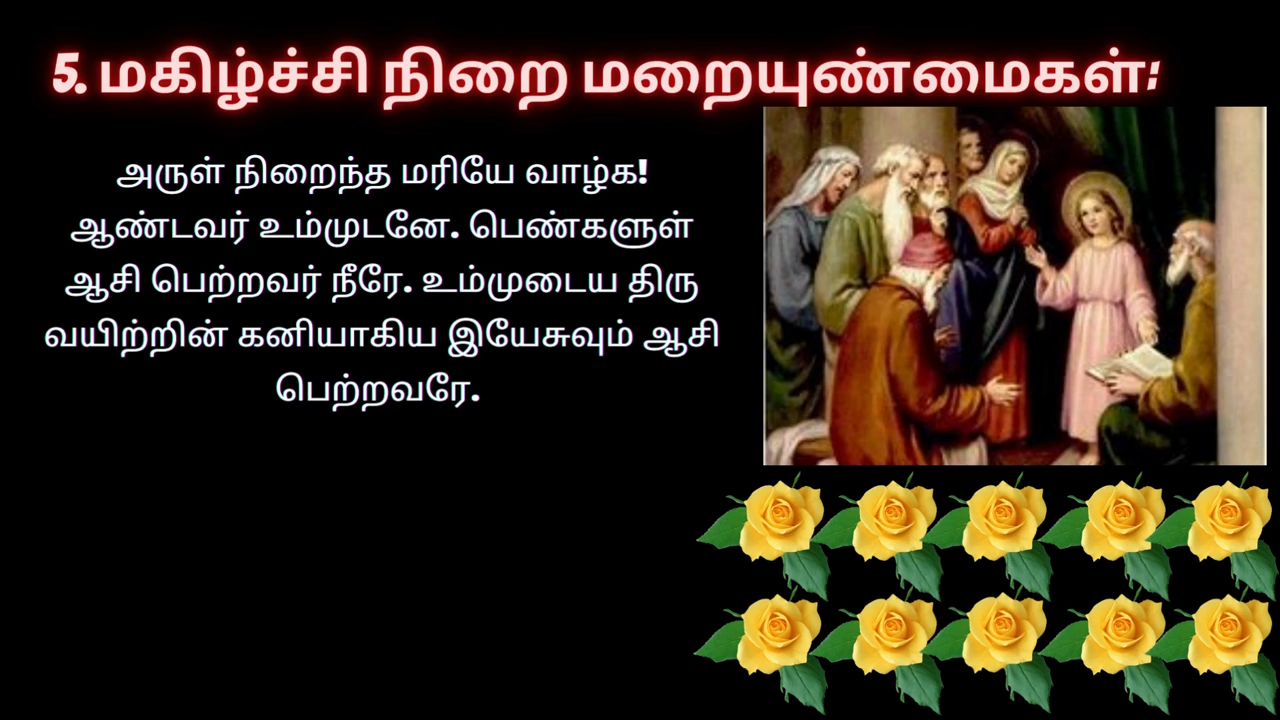 5. மகிழ்ச்சி நிறை மறையுண்மைகள்!
அருள் நிறைந்த மரியே வாழ்க!
ஆண்டவர் உம்முடனே. பெண்களுள்
ஆசி பெற்றவர் நீரே. உம்முடைய திரு
வயிற்றின் கனியாகிய இயேசுவும் ஆசி
பெற்றவரே.